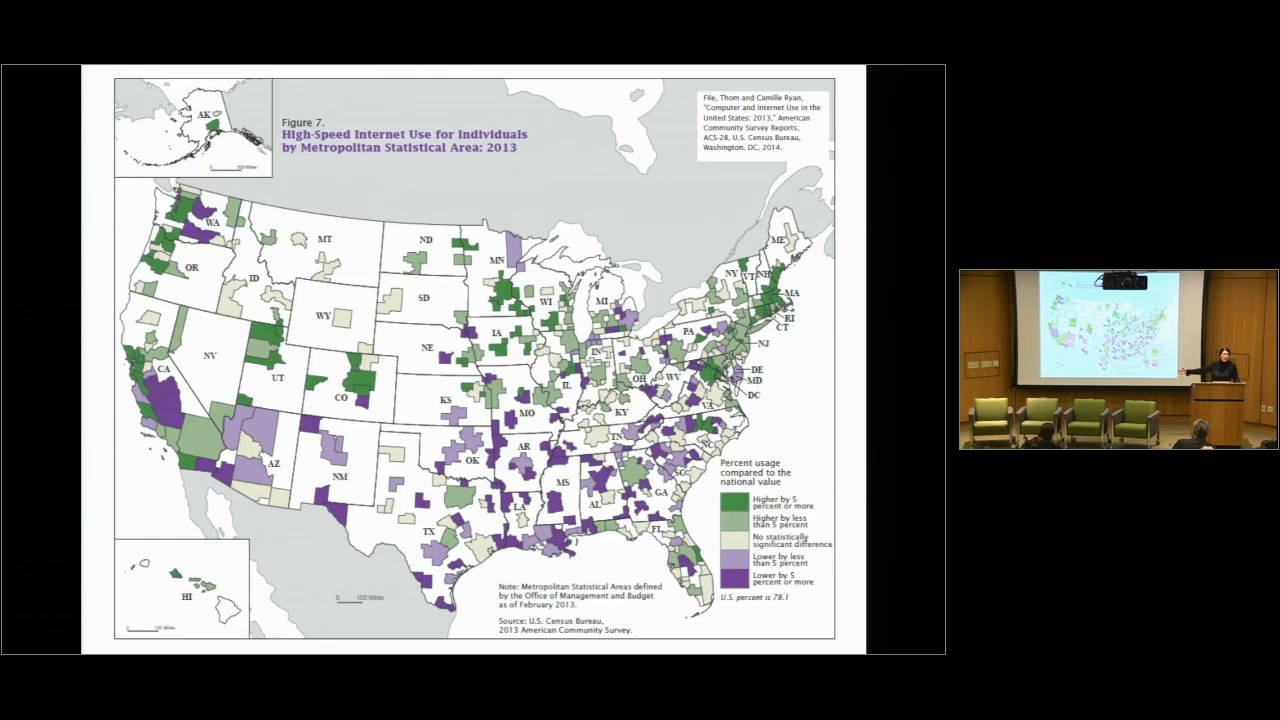 AK
100 Miles
Figure 7.
High-Speed Internet Use for Individuals
by Metropolitan Statistical Area: 2013
File, Thom and Camille Ryan,
"Computer and Internet Use in the
United States: 2013," American
Community Survey Reports,
ACS-28, U.S. Census Bureau,
Washington, DC, 2014.
WA
MT
ND
MN
ME
OR
ID
SD
WI
MI
NY
VT
NH
MA
WY
RI
CT
NV
NE
IA
PA
NJ
CA
UT
CO
KS
IL
IN
OH
WV
DE
MD
DC
MO
KY
VA
AZ
NM
OK
AR
TN
NC
SC
MS
AL
GA
LA
TX
FL
Percent usage
compared to the
national value
Higher by 5
percent or more
Higher by less
than 5 percent
No statistically
significant difference
Lower by less
than 5 percent
Lower by 5
percent or more
U.S. percent is 78.1
HI
100 Miles
0 100 Miles
Note: Metropolitan Statistical Areas defined
by the Office of Management and Budget
as of February 2013.
Source: U.S. Census Bureau,
2013 American Community Survey.